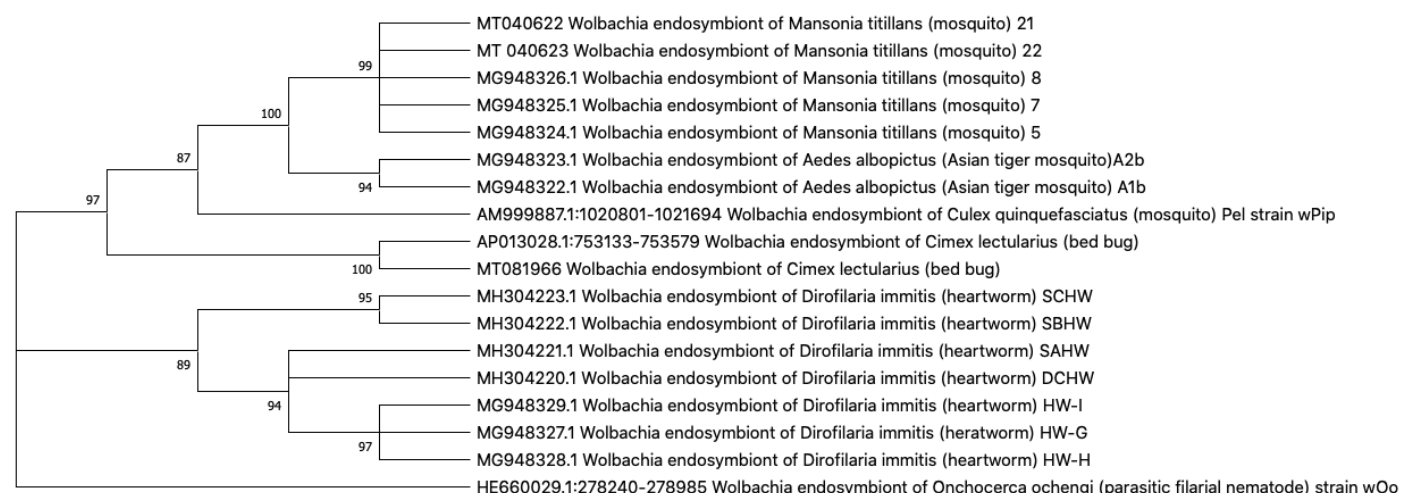 MT040622 Wolbachia endosymbiont of Mansonia titillans (mosquito) 21
MT 040623 Wolbachia endosymbiont of Mansonia titillans (mosquito) 22
99
MG948326.1 Wolbachia endosymbiont of Mansonia titillans (mosquito) 8
MG948325.1 Wolbachia endosymbiont of Mansonia titillans (mosquito) 7
100
MG948324.1 Wolbachia endosymbiont of Mansonia titillans (mosquito) 5
87
MG948323.1 Wolbachia endosymbiont of Aedes albopictus (Asian tiger mosquito)A2b
94
MG948322.1 Wolbachia endosymbiont of Aedes albopictus (Asian tiger mosquito) A1b
97
AM999887.1:1020801-1021694 Wolbachia endosymbiont of Culex quinquefasciatus (mosquito) Pel strain wPip
AP013028.1:753133-753579 Wolbachia endosymbiont of Cimex lectularius (bed bug)
100
MT081966 Wolbachia endosymbiont of Cimex lectularius (bed bug)
95
MH304223.1 Wolbachia endosymbiont of Dirofilaria immitis (heartworm) SCHW
MH304222.1 Wolbachia endosymbiont of Dirofilaria immitis (heartworm) SBHW
MH304221.1 Wolbachia endosymbiont of Dirofilaria immitis (heartworm) SAHW
89
MH304220.1 Wolbachia endosymbiont of Dirofilaria immitis (heartworm) DCHW
94
MG948329.1 Wolbachia endosymbiont of Dirofilaria immitis (heartworm) HW-I
MG948327.1 Wolbachia endosymbiont of Dirofilaria immitis (heratworm) HW-G
97
MG948328.1 Wolbachia endosymbiont of Dirofilaria immitis (heartworm) HW-H
HE660029.1:278240-278985 Wolbachia endosymbiont of Onchocerca ochengi (parasitic filarial nematode) strain wOo